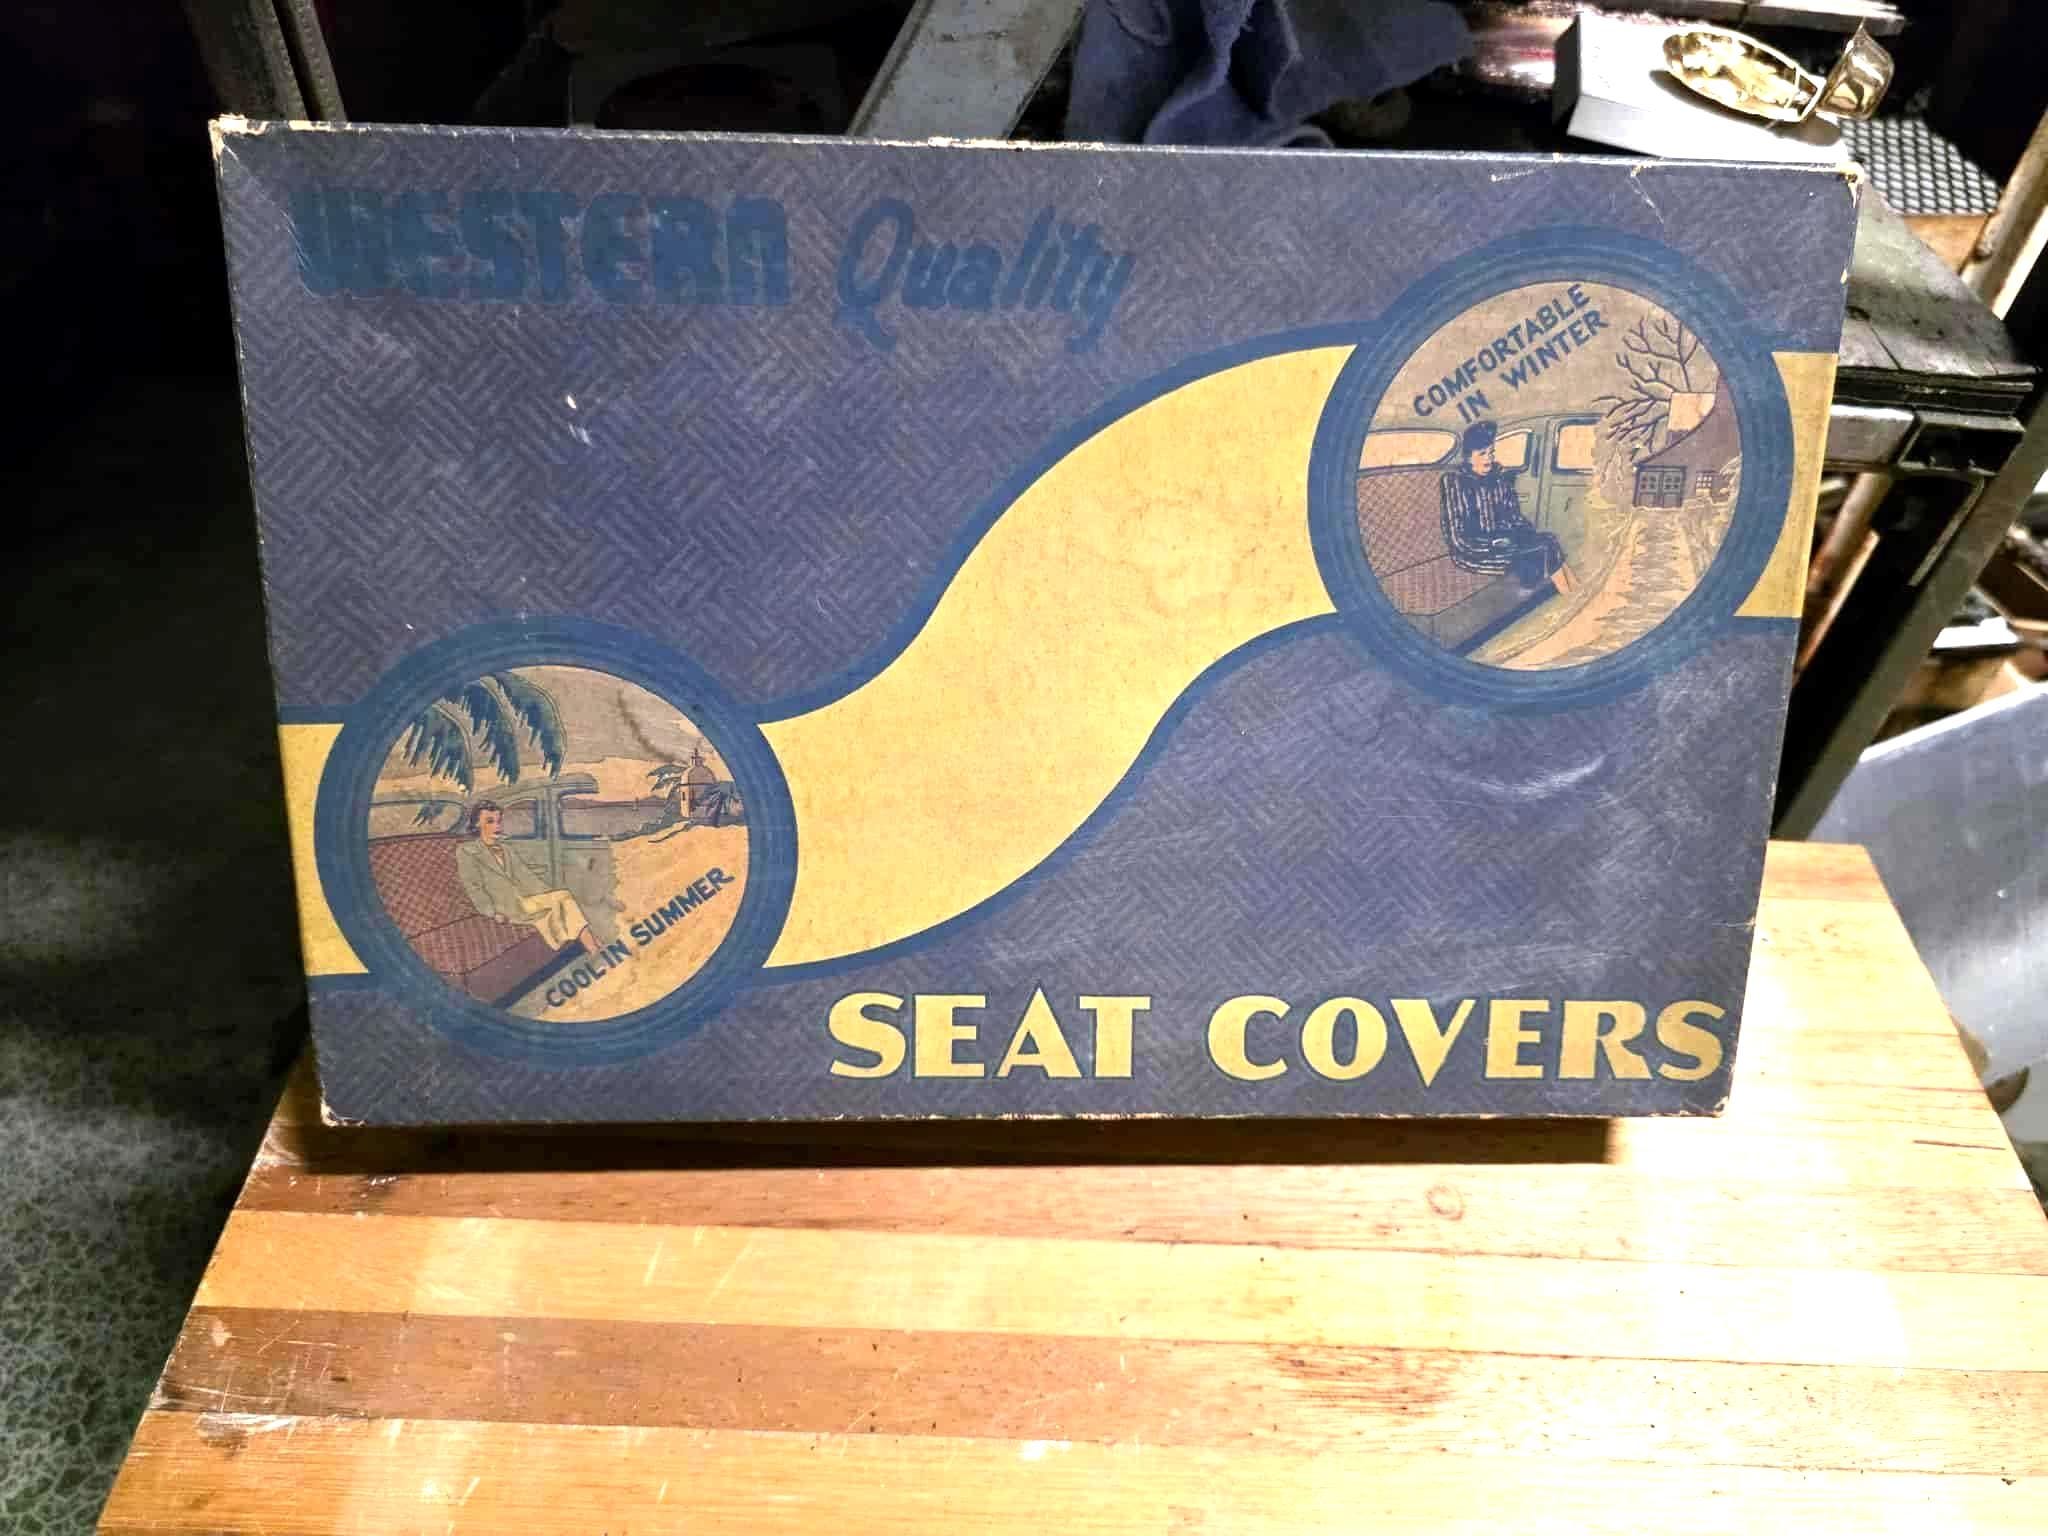 WESTERN Quality
COMFORTABLE
IN WINTER
COOL IN SUMMER
SEAT COVERS